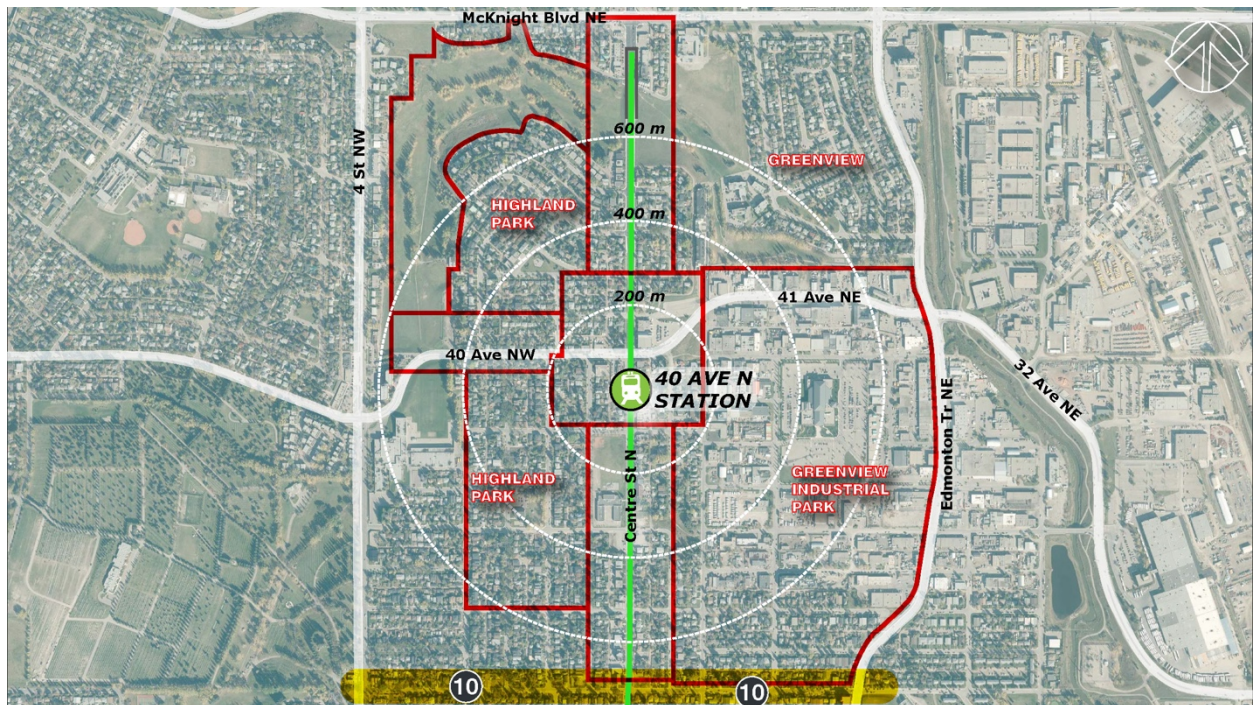 McKnight Blvd NE
4 St NW
600 m
GREENVIEW
HIGHLAND
PARK
400 m
200 m
41 Ave NE
40 Ave NW
40 AVE N
STATION
32 Ave NE
Edmonton Tr NE
HIGHLAND
PARK
GREENVIEW
INDUSTRIAL
PARK
Centre St N
10
10